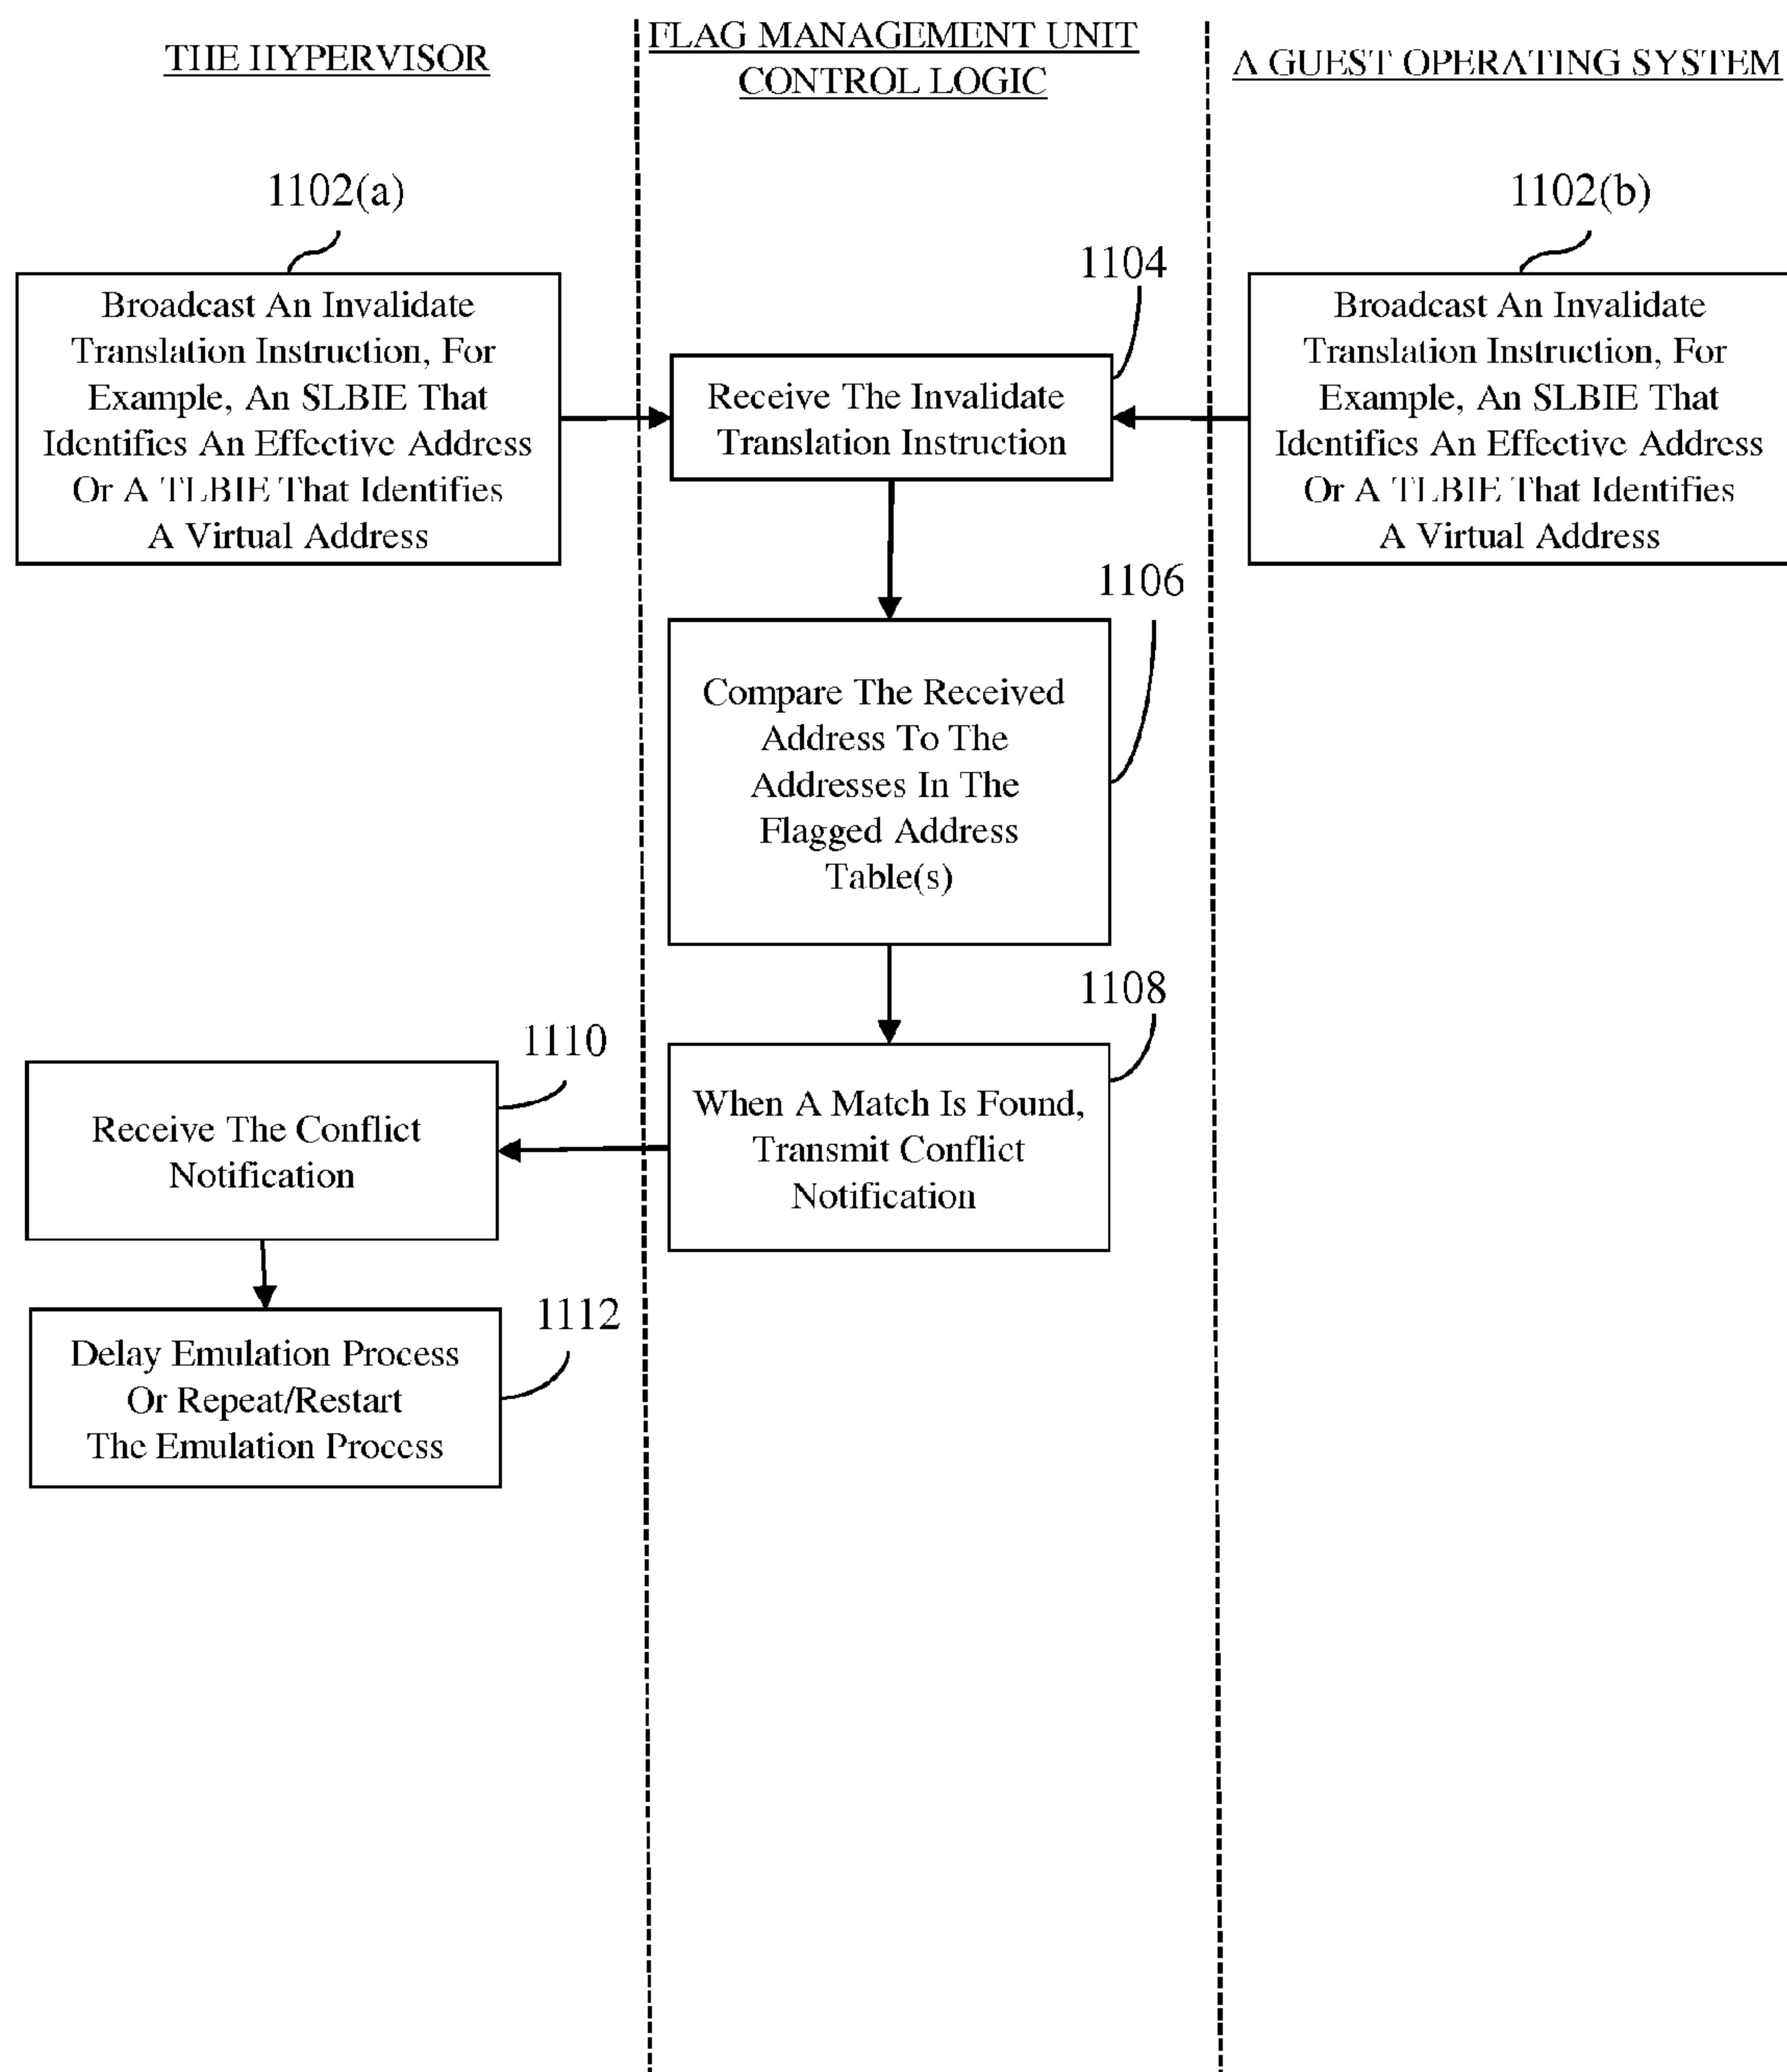 THE HYPERVISOR
FLAG MANAGEMENT UNIT
CONTROL LOGIC
A GUEST OPERATING SYSTEM
1102(a)
Broadcast An Invalidate
Translation Instruction, For
Example, An SLBIE That
Identifies An Effective Address
Or A TLBIE That Identifies
A Virtual Address
1104
Receive The Invalidate
Translation Instruction
1102(b)
Broadcast An Invalidate
Translation Instruction, For
Example, An SLBIE That
Identifies An Effective Address
Or A TLBIE That Identifies
A Virtual Address
1106
Compare The Received
Address To The
Addresses In The
Flagged Address
Table(s)
1108
When A Match Is Found,
Transmit Conflict
Notification
1110
Receive The Conflict
Notification
1112
Delay Emulation Process
Or Repeat/Restart
The Emulation Process